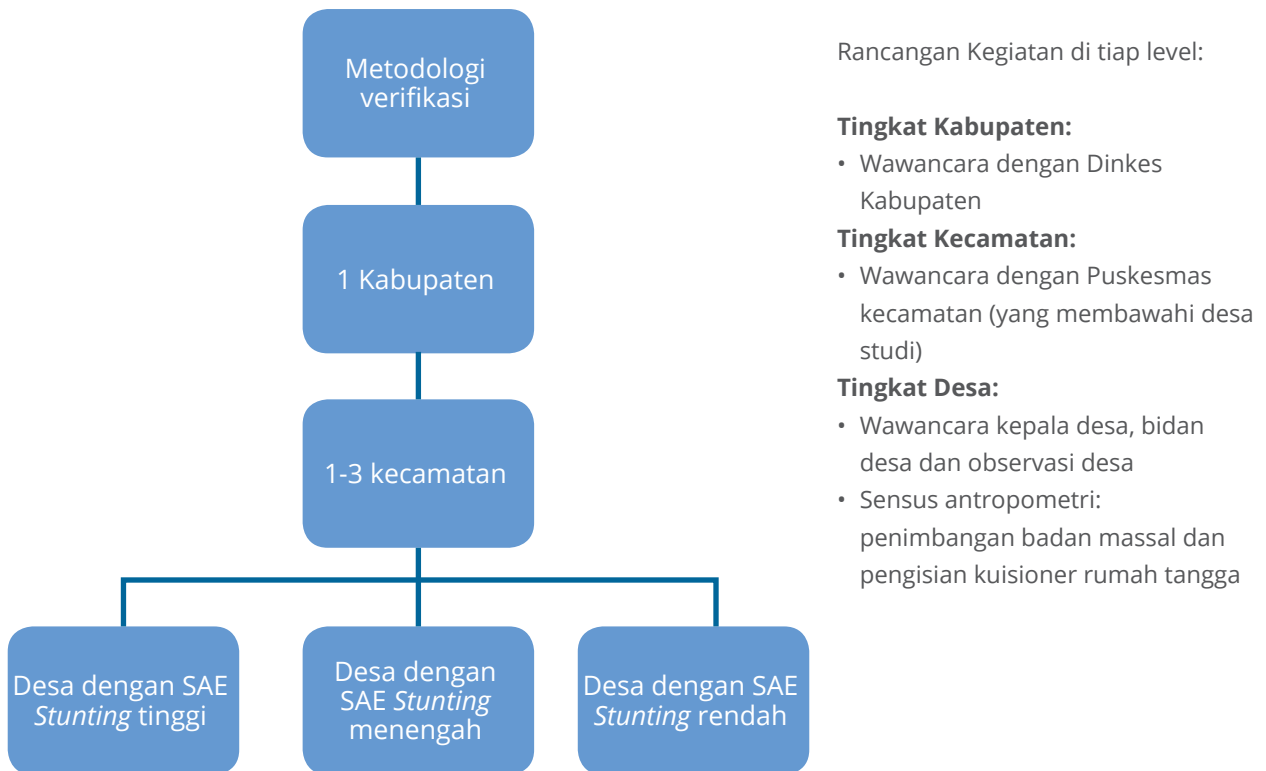 Metodologi
verifikasi
1 Kabupaten
1-3 kecamatan
Desa dengan SAE
Stunting tinggi
Desa dengan
SAE Stunting
menengah
Desa dengan SAE
Stunting rendah
Rancangan Kegiatan di tiap level:
Tingkat Kabupaten:
• Wawancara dengan Dinkes
Kabupaten
Tingkat Kecamatan:
• Wawancara dengan Puskesmas
kecamatan (yang membawahi desa
studi)
Tingkat Desa:
• Wawancara kepala desa, bidan
desa dan observasi desa
• Sensus antropometri:
penimbangan badan massal dan
pengisian kuisioner rumah tangga